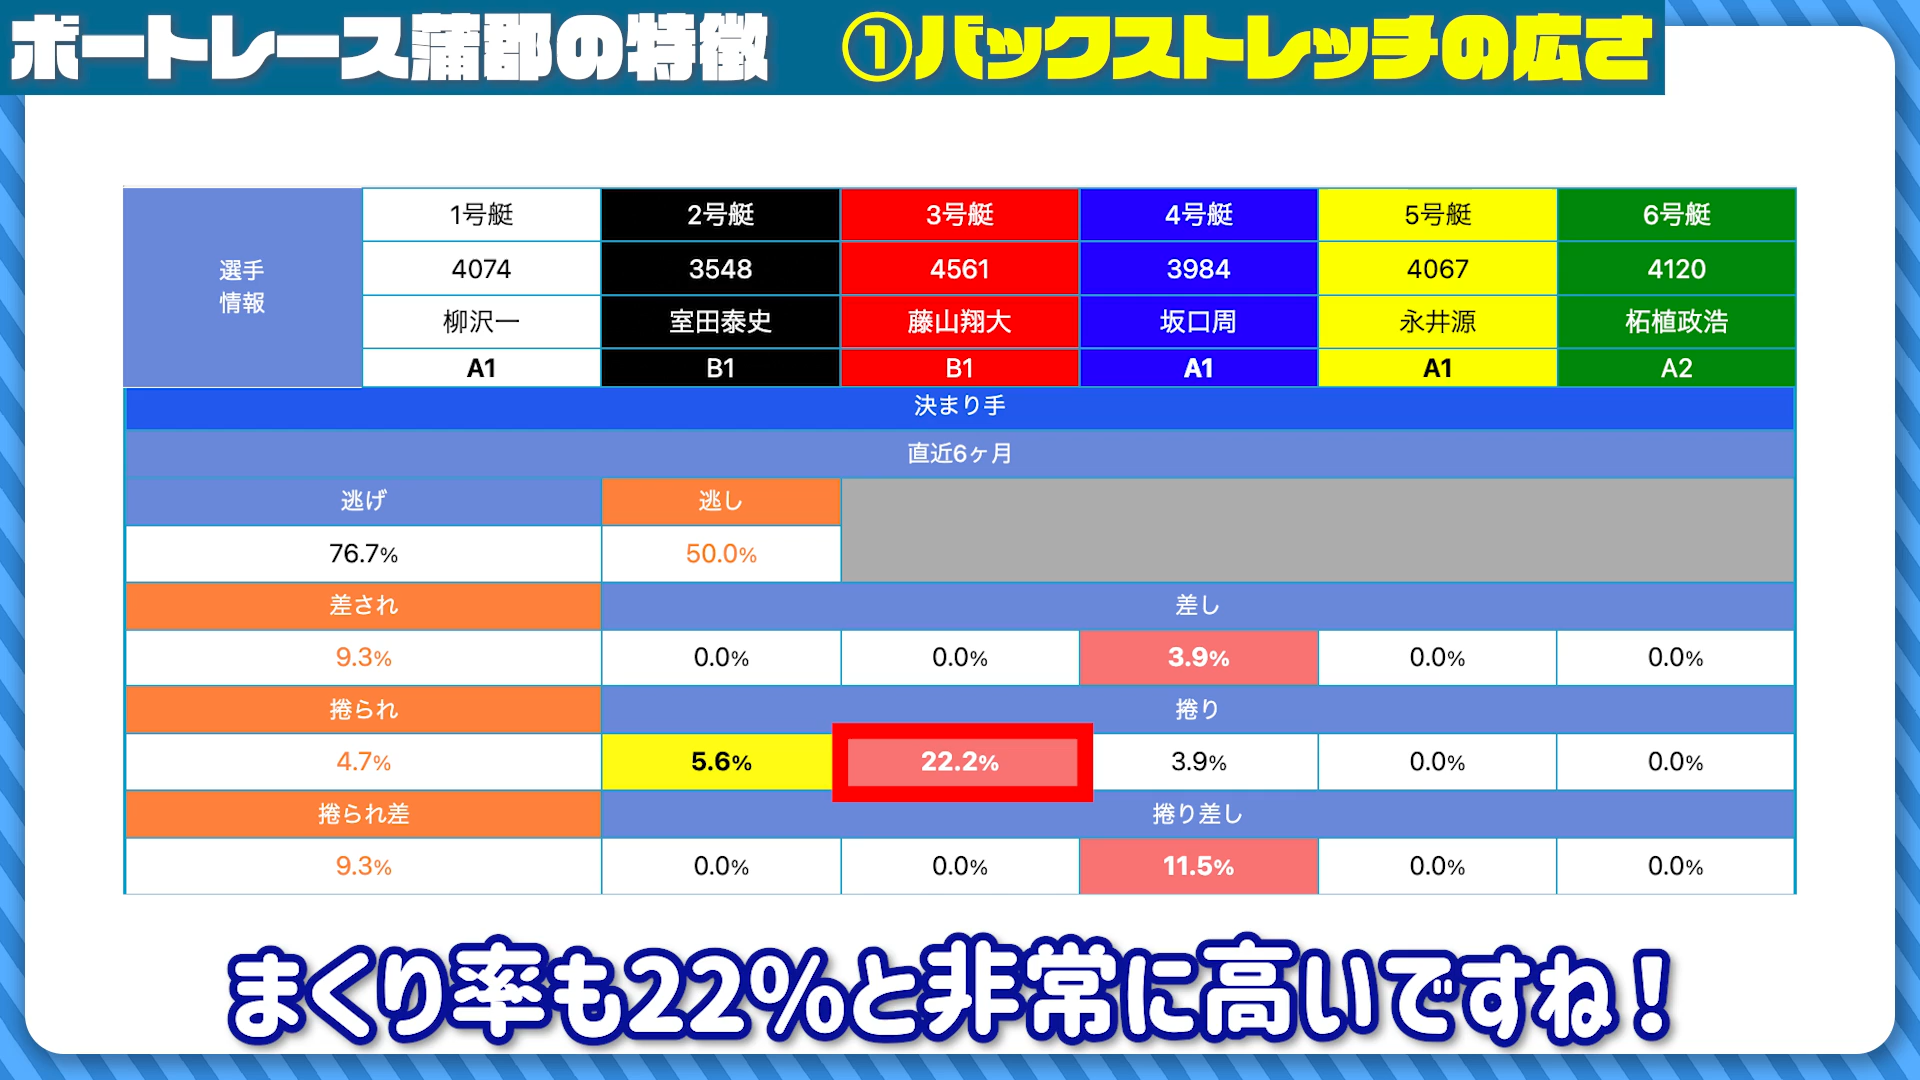 ボートレース蒲郡の特徴 ①バックストレッチの広さ
選手情報 1号艇 2号艇 3号艇 4号艇 5号艇 6号艇
4074 3548 4561 3984 4067 4120
柳沢一 室田泰史 藤山翔大 坂口周 永井源 柘植政浩
A1 B1 B1 A1 A1 A2
決まり手
直近6ヶ月
逃げ 逃し
76.7% 50.0%
差され 差し
9.3% 0.0% 0.0% 3.9% 0.0% 0.0%
捲られ 捲り
4.7% 5.6% 22.2% 3.9% 0.0% 0.0%
捲られ差 捲り差し
9.3% 0.0% 0.0% 11.5% 0.0% 0.0%
まくり率も22%と非常に高いですね！